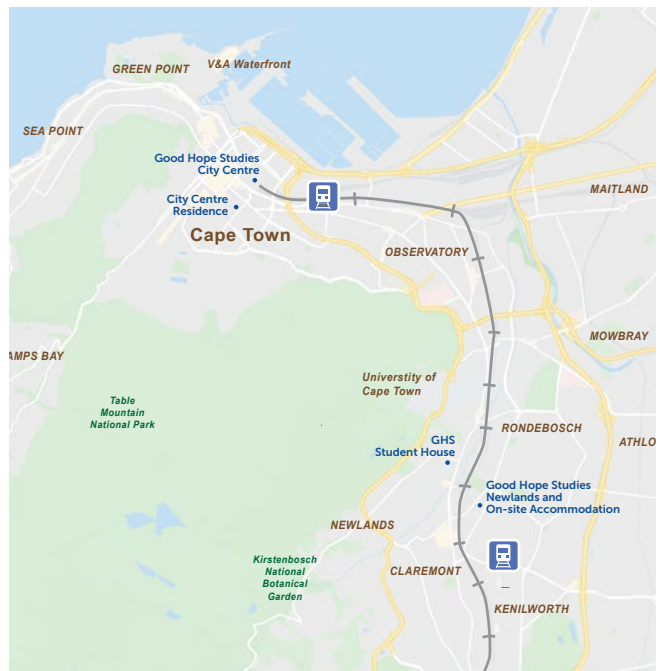 GREEN POINT
V&A Waterfront
SEA POINT
Good Hope Studies
City Centre
City Centre
Residence
MAITLAND
Cape Town
OBSERVATORY
MOWBRAY
AMPS BAY
Universtity of
Cape Town
Table
Mountain
National Park
RONDEBOSCH
ATHLO
GHS
Student House
Good Hope Studies
Newlands and
On-site Accommodation
NEWLANDS
Kirstenbosch
National
Botanical
Garden
CLAREMONT
KENILWORTH